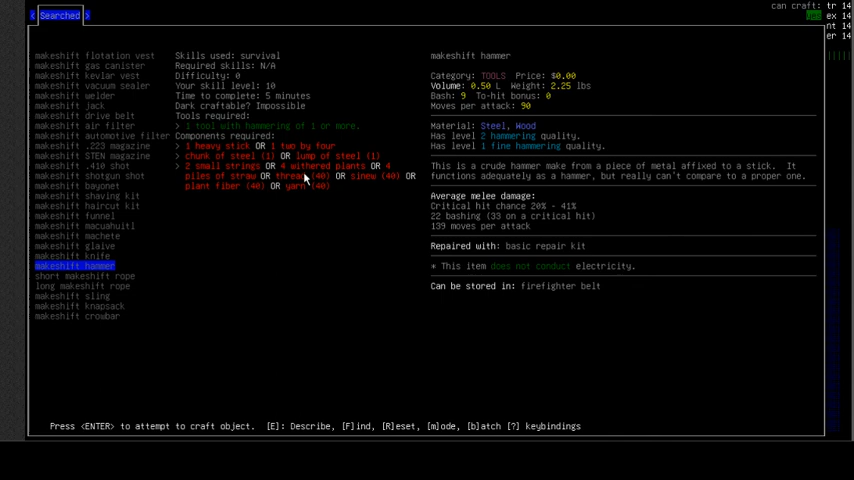 can craft: tr 14
< Searched >
yes ex 14
nt 14
er 14
makeshift flotation vest
makeshift gas canister
makeshift kevlar vest
makeshift vacuum sealer
makeshift welder
makeshift jack
makeshift drive belt
makeshift air filter
makeshift automotive filter
makeshift .223 magazine
makeshift STEN magazine
makeshift .410 shot
makeshift shotgun shot
makeshift bayonet
makeshift shaving kit
makeshift haircut kit
makeshift funnel
makeshift macuahuitl
makeshift machete
makeshift glaive
makeshift knife
makeshift hammer
short makeshift rope
long makeshift rope
makeshift sling
makeshift knapsack
makeshift crowbar
Skills used: survival
Required skills: N/A
Difficulty: 0
Your skill level: 10
Time to complete: 5 minutes
Dark craftable? Impossible
Tools required:
> 1 tool with hammering of 1 or more.
Components required:
> 1 heavy stick OR 1 two by four
> chunk of steel (1) OR lump of steel (1)
> 2 small strings OR 4 withered plants OR 4
piles of straw OR thread (40) OR sinew (40) OR
plant fiber (40) OR yarn (40)
makeshift hammer
Category: TOOLS Price: $0.00
Volume: 0.50 L Weight: 2.25 lbs
Bash: 9 To-hit bonus: 0
Moves per attack: 90
Material: Steel, Wood
Has level 2 hammering quality.
Has level 1 fine hammering quality.
This is a crude hammer make from a piece of metal affixed to a stick. It
functions adequately as a hammer, but really can't compare to a proper one.
Average melee damage:
Critical hit chance 20% - 41%
22 bashing (33 on a critical hit)
139 moves per attack
Repaired with: basic repair kit
* This item does not conduct electricity.
Can be stored in: firefighter belt
Press <ENTER> to attempt to craft object. [E]: Describe, [F]ind, [R]eset, [m]ode, [b]atch [?] keybindings